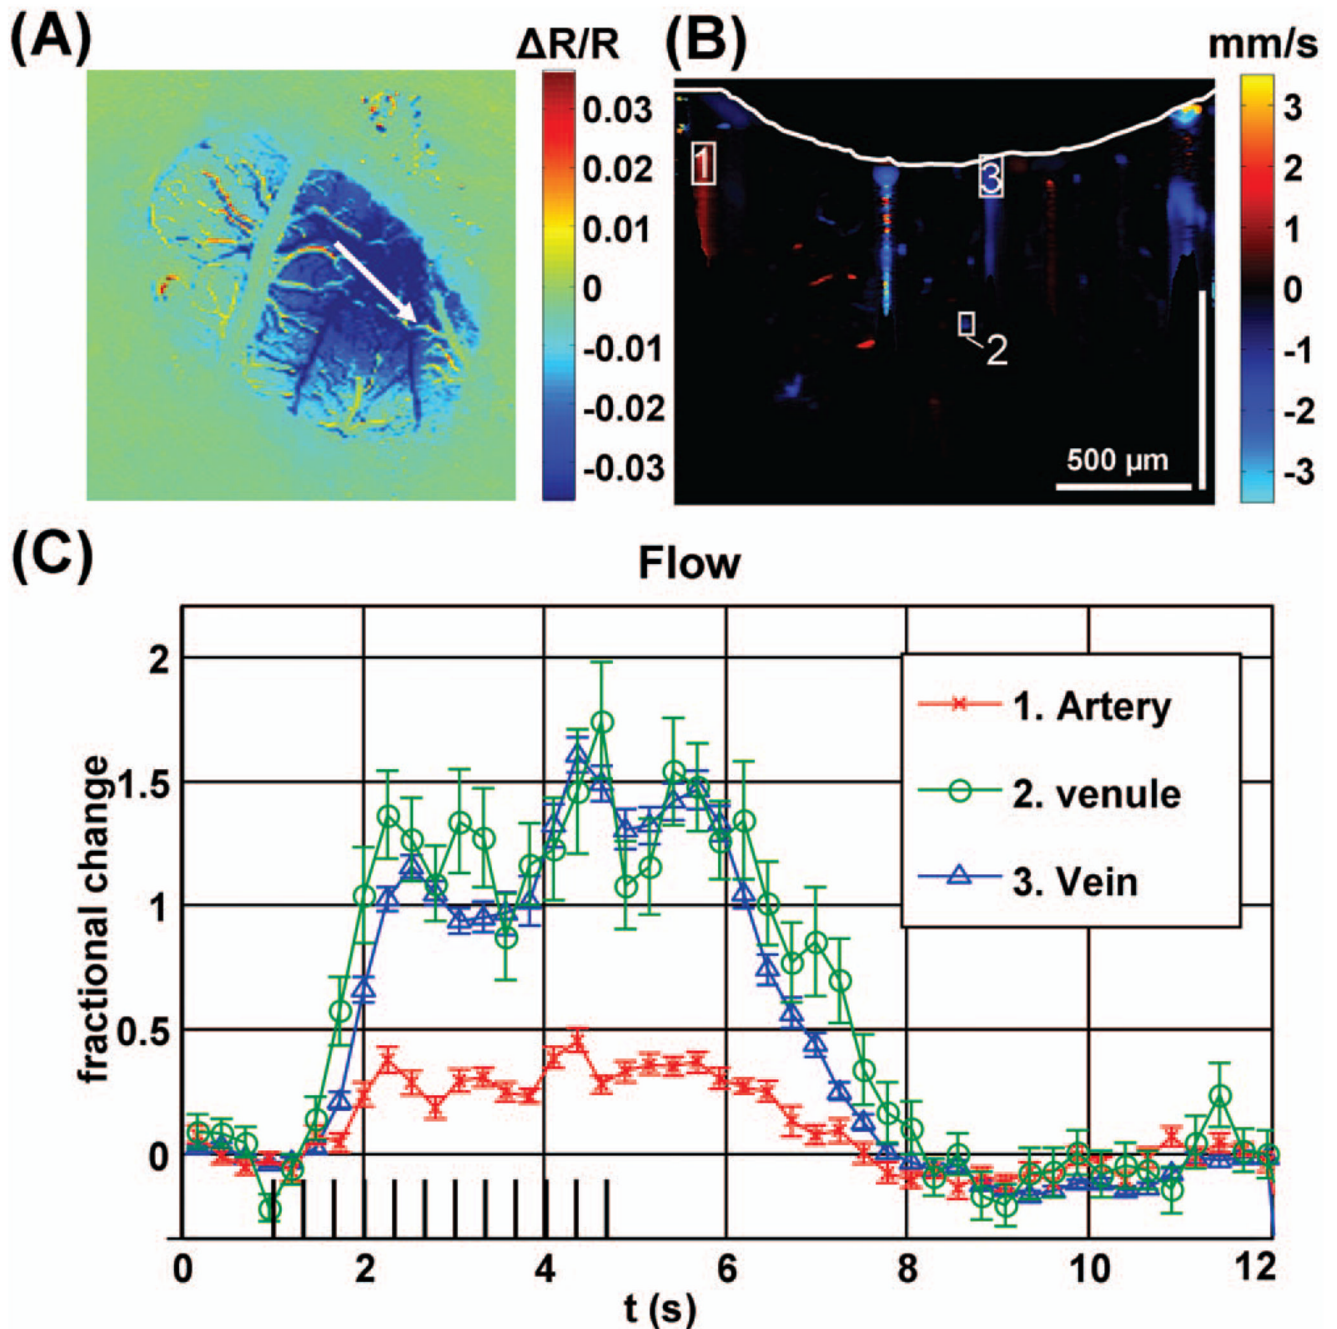 (A)
ΔR/R
0.03
0.02
0.01
0
-0.01
-0.02
-0.03
(B)
mm/s
1
3
2
500 μm
3
2
1
0
-1
-2
-3
(C)
Flow
fractional change
2
1.5
1
0.5
0
1. Artery
2. venule
3. Vein
0 2 4 6 8 10 12
t (s)